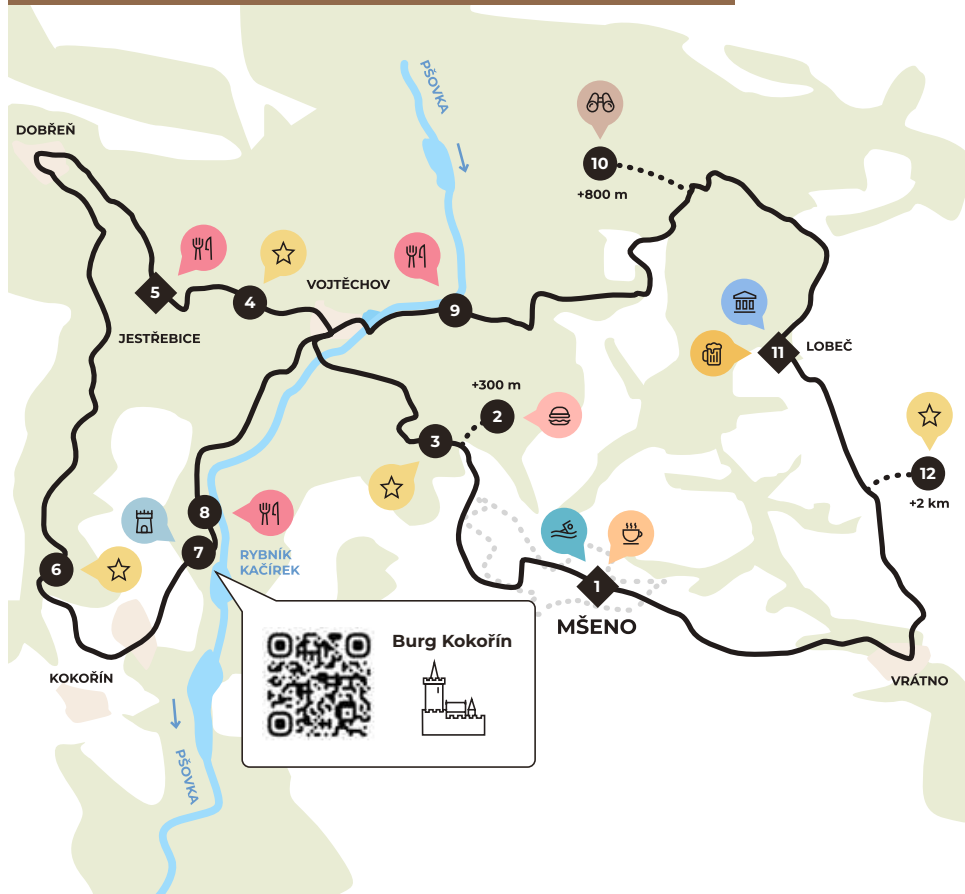 PŠOVKA
DOBŘEŇ
10
+800 m
5
4
VOJTĚCHOV
9
JESTŘEBICE
11
LOBEČ
+300 m
2
3
12
+2 km
8
7
RYBNÍK
KAČÍREK
6
1
MŠENO
Burg Kokořín
KOKOŘÍN
VRÁTNO
PŠOVKA